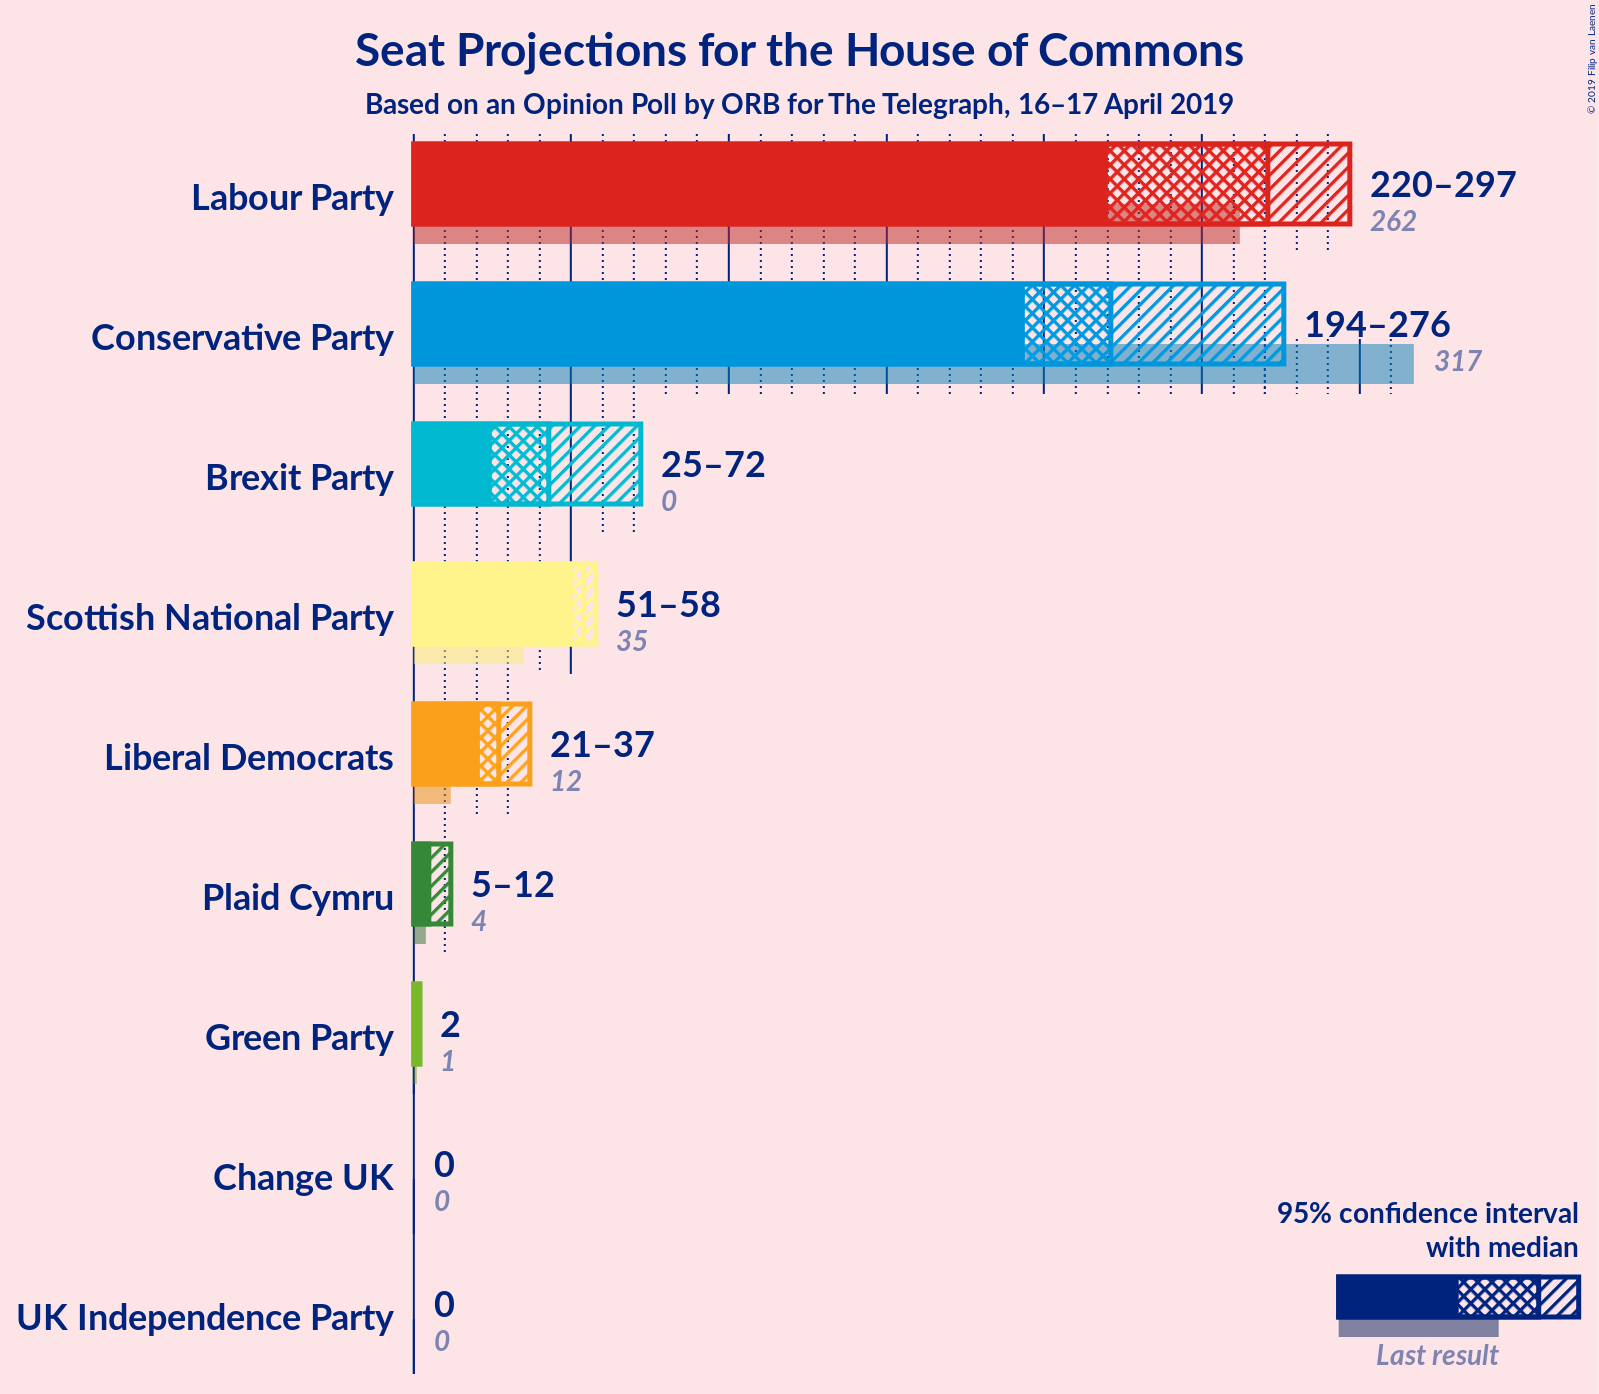 Seat Projections for the House of Commons
Based on an Opinion Poll by ORB for The Telegraph, 16–17 April 2019
© 2019 Filip van Laenen
Labour Party
220–297
262
Conservative Party
194–276
317
Brexit Party
25–72
0
Scottish National Party
51–58
35
Liberal Democrats
21–37
12
Plaid Cymru
5–12
4
Green Party
2
1
Change UK
0
0
UK Independence Party
0
0
95% confidence interval
with median
Last result